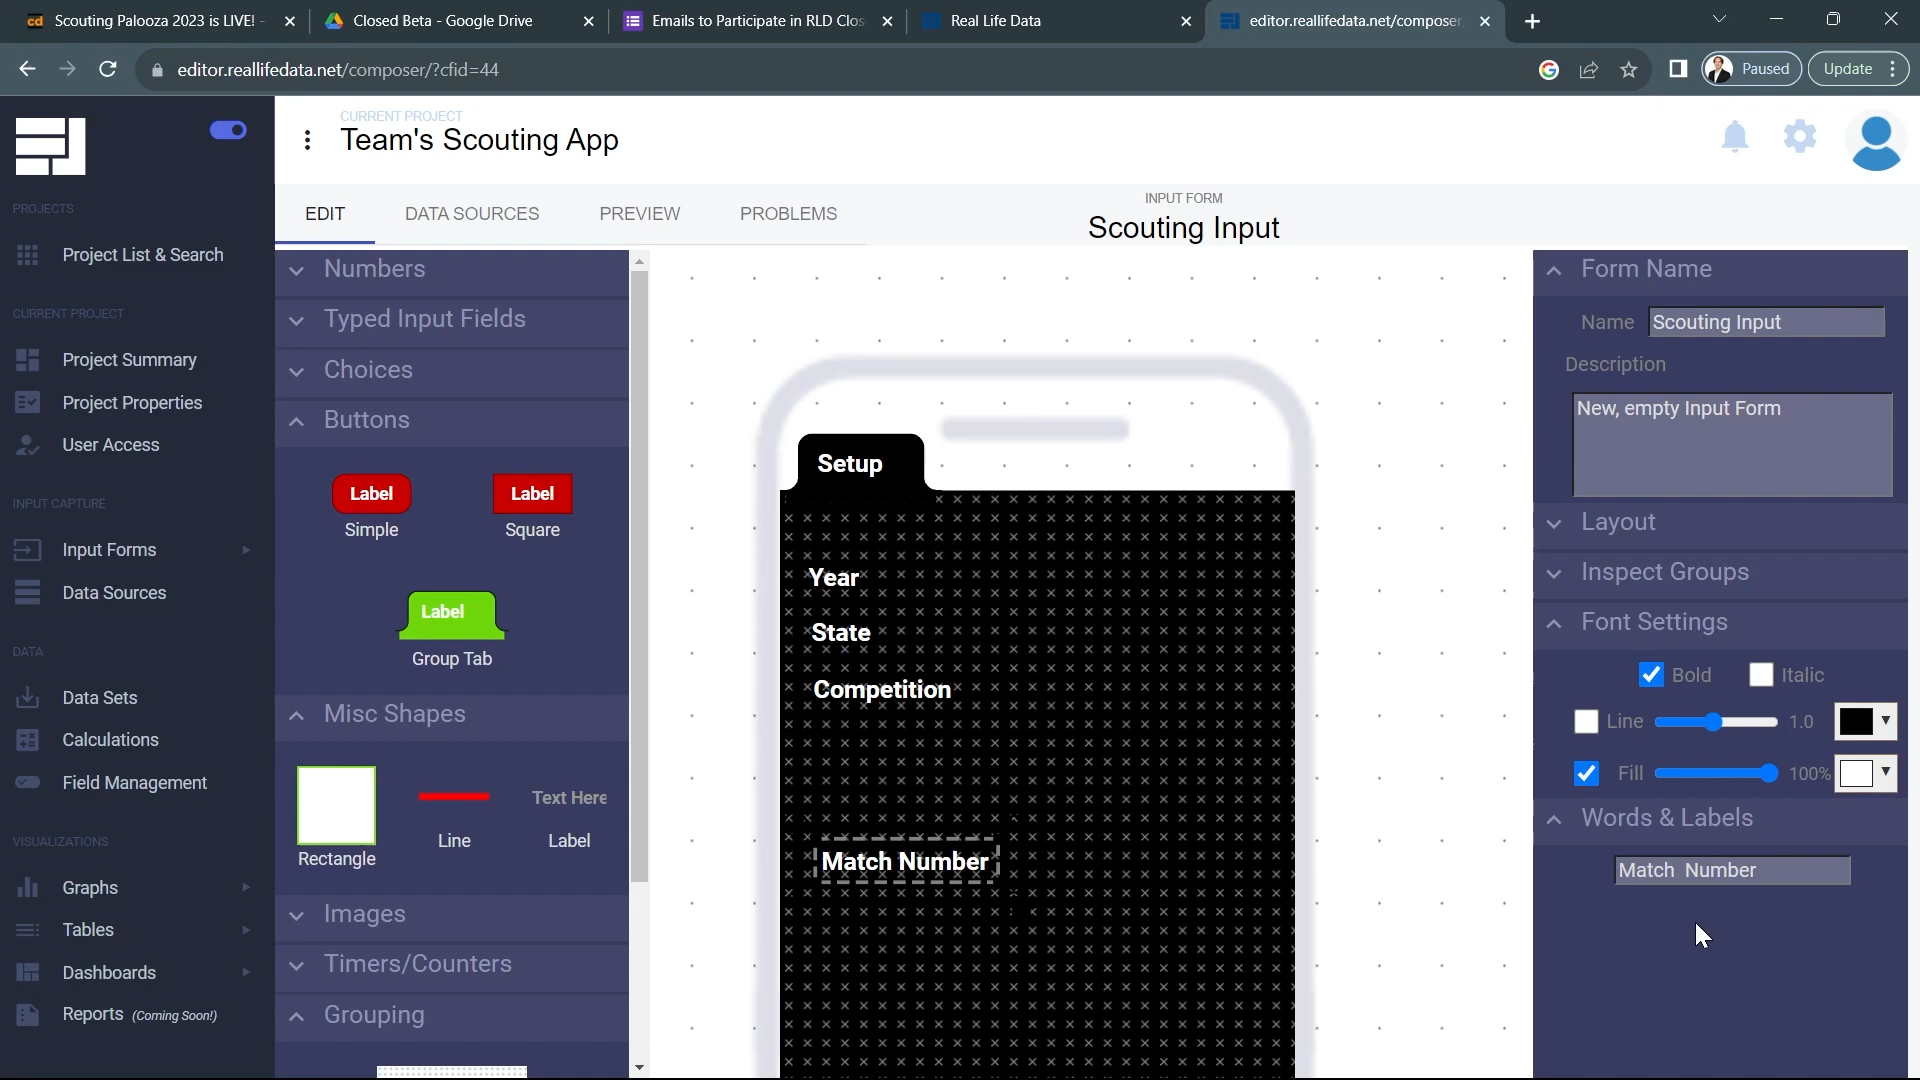 Scouting Palooza 2023 is LIVE! -
Closed Beta - Google Drive
Emails to Participate in RLD Clos
Real Life Data
editor.reallifedata.net/composer
editor.reallifedata.net/composer/?cfid=44
Paused
Update
CURRENT PROJECT
Team's Scouting App
PROJECTS
Project List & Search
CURRENT PROJECT
Project Summary
Project Properties
User Access
INPUT CAPTURE
Input Forms
Data Sources
DATA
Data Sets
Calculations
Field Management
VISUALIZATIONS
Graphs
Tables
Dashboards
Reports (Coming Soon!)
EDIT
DATA SOURCES
PREVIEW
PROBLEMS
INPUT FORM
Scouting Input
Numbers
Typed Input Fields
Choices
Buttons
Label
Label
Simple
Square
Label
Group Tab
Misc Shapes
Text Here
Rectangle
Line
Label
Images
Timers/Counters
Grouping
Setup
Year
State
Competition
Match Number
Form Name
Name Scouting Input
Description
New, empty Input Form
Layout
Inspect Groups
Font Settings
Bold Italic
Line 1.0
Fill 100%
Words & Labels
Match Number